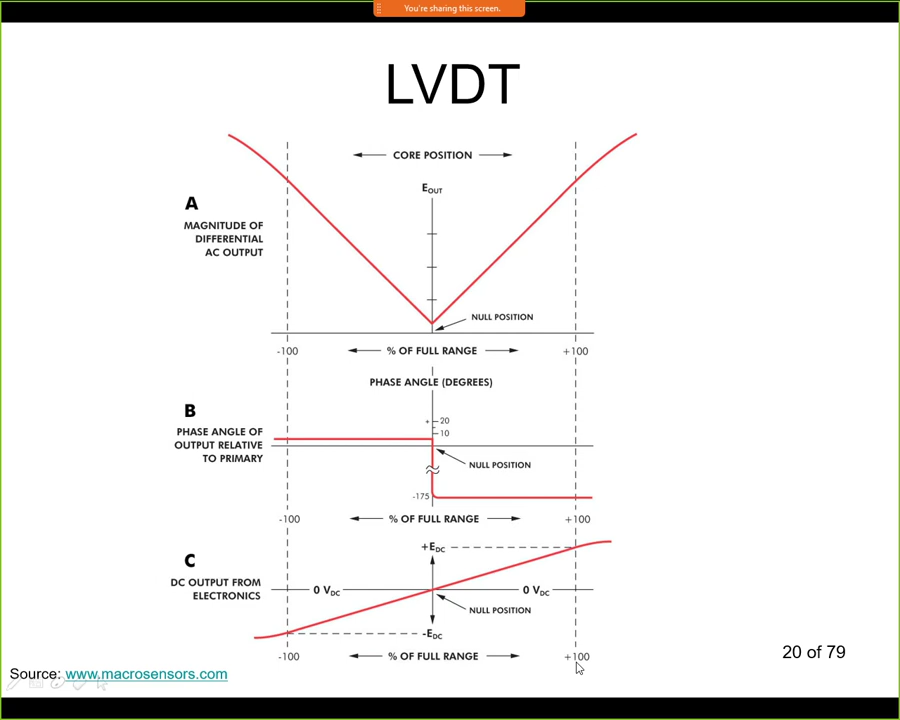 You're sharing this screen.
LVDT
CORE POSITION
EOUT
A
MAGNITUDE OF
DIFFERENTIAL
AC OUTPUT
NULL POSITION
-100 % OF FULL RANGE +100
PHASE ANGLE (DEGREES)
B
PHASE ANGLE OF
OUTPUT RELATIVE
TO PRIMARY
+ 20
10
NULL POSITION
-175
-100 % OF FULL RANGE +100
C
DC OUTPUT FROM
ELECTRONICS
+EDC
0 VDC 0 VDC
NULL POSITION
-EDC
-100 % OF FULL RANGE +100
20 of 79
Source: www.macrosensors.com